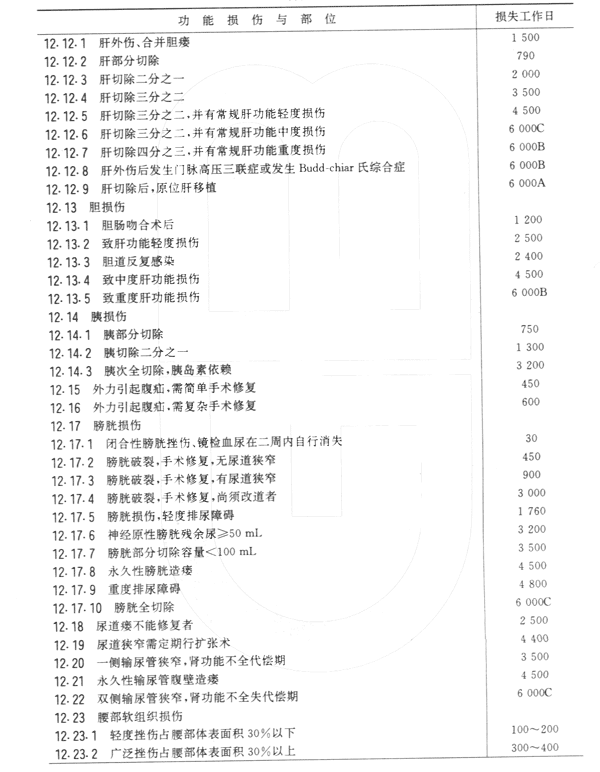 功能损伤与部位 损失工作日
12.12.1 肝外伤、合并胆瘘 1 500
12.12.2 肝部分切除 790
12.12.3 肝切除二分之一 2 000
12.12.4 肝切除三分之二 3 500
12.12.5 肝切除三分之二,并有常规肝功能轻度损伤 4 500
12.12.6 肝切除三分之二,并有常规肝功能中度损伤 6 000C
12.12.7 肝切除四分之三,并有常规肝功能重度损伤 6 000B
12.12.8 肝外伤后发生门脉高压三联症或发生 Budd-chiar 氏综合症 6 000B
12.12.9 肝切除后,原位肝移植 6 000A
12.13 胆损伤
12.13.1 胆肠吻合术后 1 200
12.13.2 致肝功能轻度损伤 2 500
12.13.3 胆道反复感染 2 400
12.13.4 致中度肝功能损伤 4 500
12.13.5 致重度肝功能损伤 6 000B
12.14 胰损伤
12.14.1 胰部分切除 750
12.14.2 胰切除二分之一 1 300
12.14.3 胰次全切除,胰岛素依赖 3 200
12.15 外力引起腹疝,需简单手术修复 450
12.16 外力引起腹疝,需复杂手术修复 600
12.17 膀胱损伤
12.17.1 闭合性膀胱挫伤、镜检血尿在二周内自行消失 30
12.17.2 膀胱破裂,手术修复,无尿道狭窄 450
12.17.3 膀胱破裂,手术修复,有尿道狭窄 900
12.17.4 膀胱破裂,手术修复,尚须改道者 3 000
12.17.5 膀胱损伤,轻度排尿障碍 1 760
12.17.6 神经原性膀胱残余尿≥50 mL 3 200
12.17.7 膀胱部分切除容量<100 mL 3 500
12.17.8 永久性膀胱造瘘 4 500
12.17.9 重度排尿障碍 4 800
12.17.10 膀胱全切除 6 000C
12.18 尿道瘘不能修复者 2 500
12.19 尿道狭窄需定期行扩张术 4 400
12.20 一侧输尿管狭窄,肾功能不全代偿期 3 500
12.21 永久性输尿管腹壁造瘘 4 500
12.22 双侧输尿管狭窄,肾功能不全失代偿期 6 000C
12.23 腰部软组织损伤
12.23.1 轻度挫伤占腰部体表面积30%以下 100~200
12.23.2 广泛挫伤占腰部体表面积30%以上 300~400